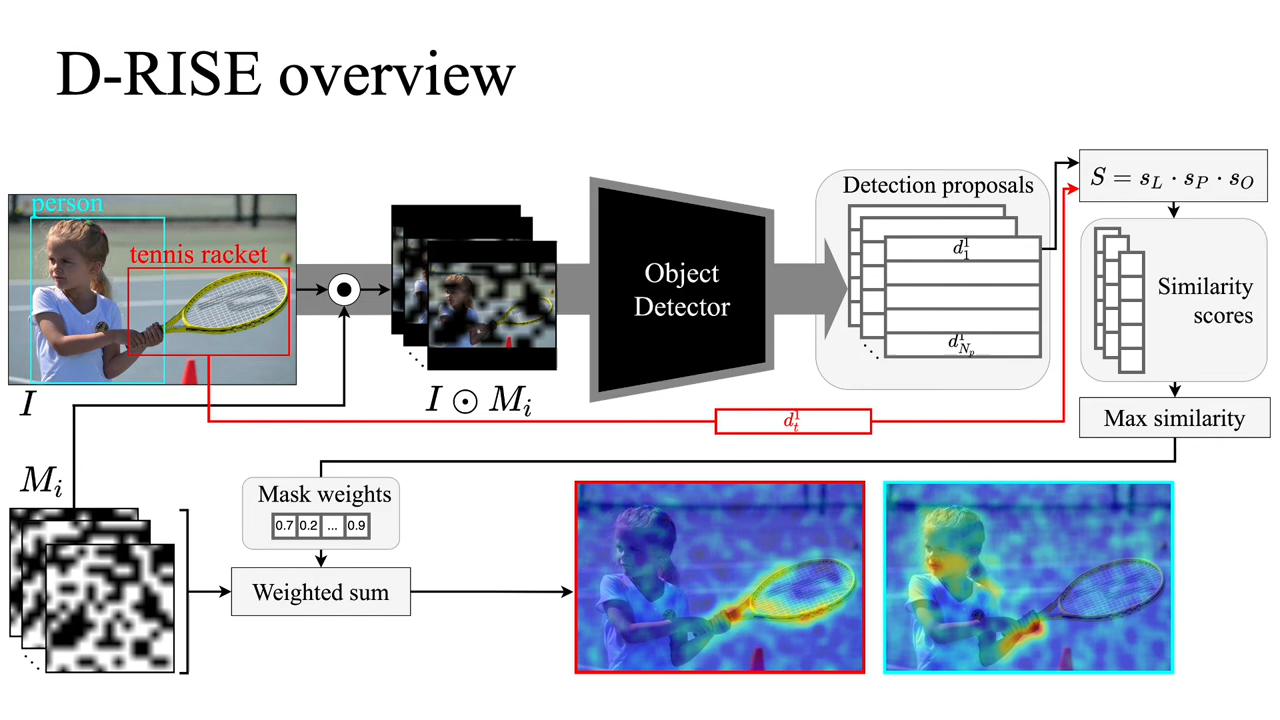 D-RISE overview
person
tennis racket
I
I ⊙ M_i
Object
Detector
Detection proposals
d_1^1
d_{N_p}^1
S = s_L · s_P · s_O
Similarity
scores
Max similarity
d_t^1
M_i
Mask weights
0.7 0.2 ... 0.9
Weighted sum